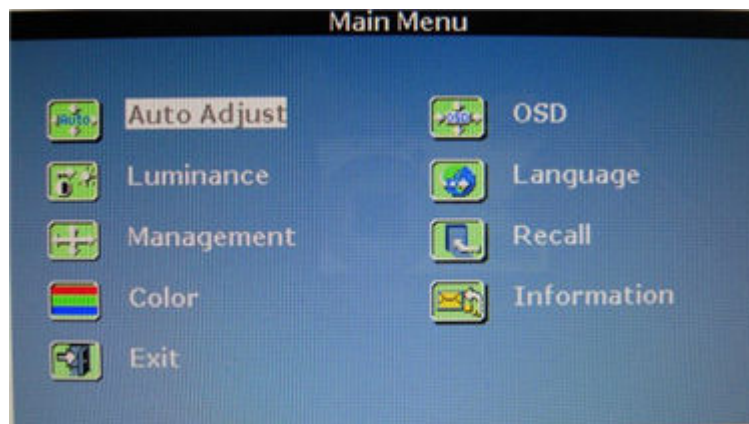 Main Menu
Auto Adjust
Luminance
Management
Color
Exit
OSD
Language
Recall
Information